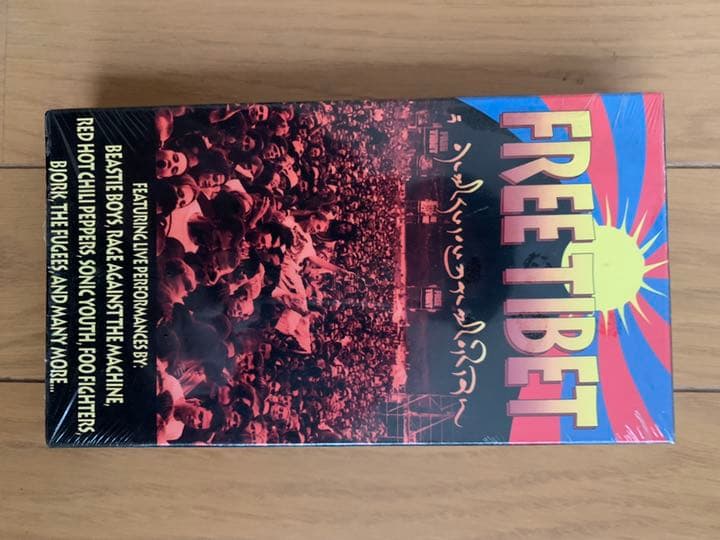 FREE TIBET
FEATURING LIVE PERFORMANCES BY:
BEASTIE BOYS, RAGE AGAINST THE MACHINE,
RED HOT CHILI PEPPERS, SONIC YOUTH, FOO FIGHTERS
BJORK, THE FUGEES, AND MANY MORE...